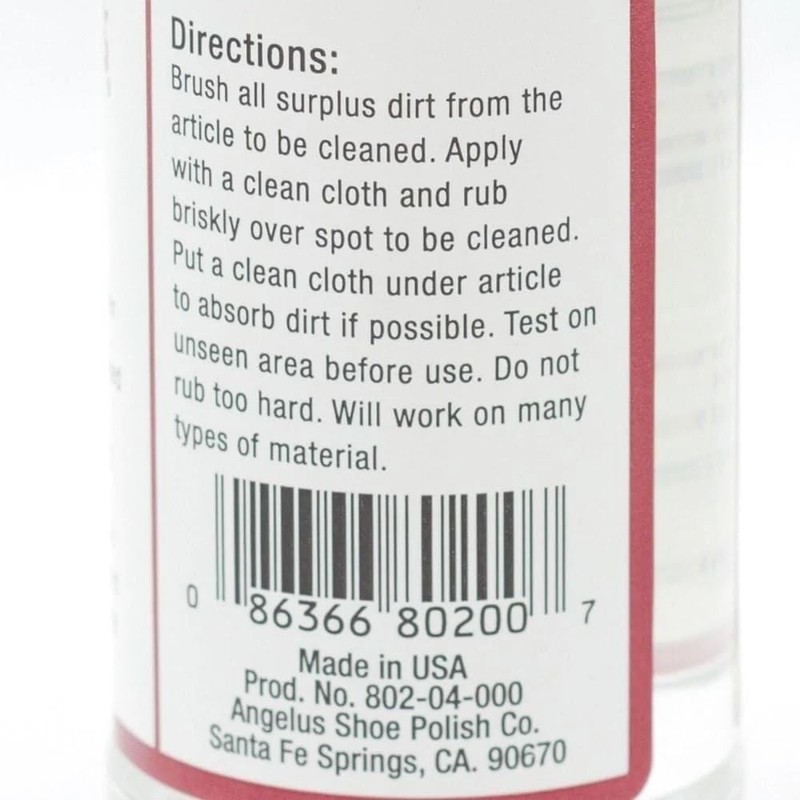 Directions:
Brush all surplus dirt from the
article to be cleaned. Apply
with a clean cloth and rub
briskly over spot to be cleaned.
Put a clean cloth under article
to absorb dirt if possible. Test on
unseen area before use. Do not
rub too hard. Will work on many
types of material.
0 86366 80200 7
Made in USA
Prod. No. 802-04-000
Angelus Shoe Polish Co.
Santa Fe Springs, CA. 90670